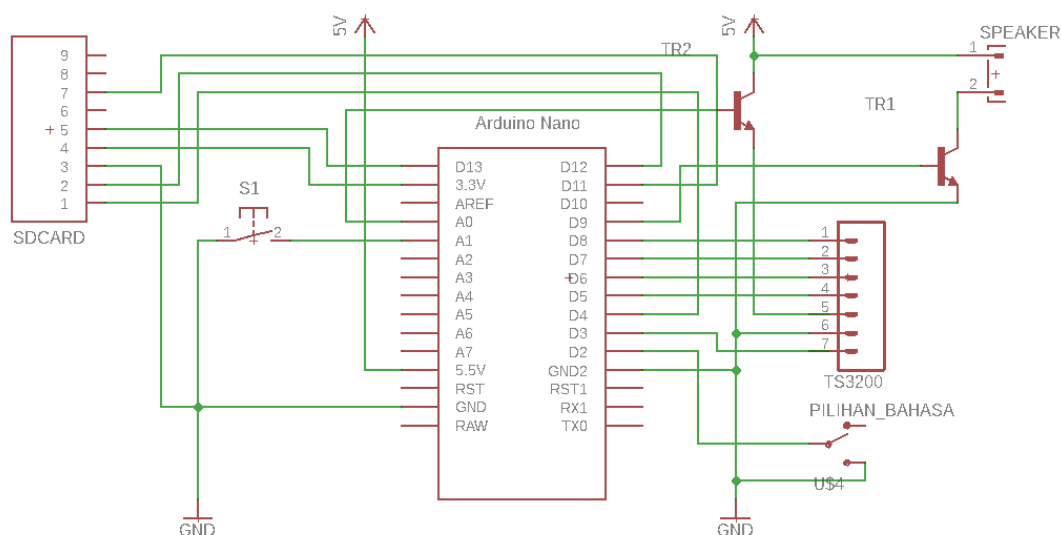 5V
5V
SPEAKER
TR2
1
2
TR1
9
8
7
6
5
4
3
2
1
SDCARD
S1
1
2
Arduino Nano
D13
3.3V
AREF
A0
A1
A2
A3
A4
A5
A6
A7
5.5V
RST
GND
RAW
D12
D11
D10
D9
D8
D7
D6
D5
D4
D3
D2
GND2
RST1
RX1
TX0
1
2
3
4
5
6
7
TS3200
PILIHAN_BAHASA
U$4
GND
GND